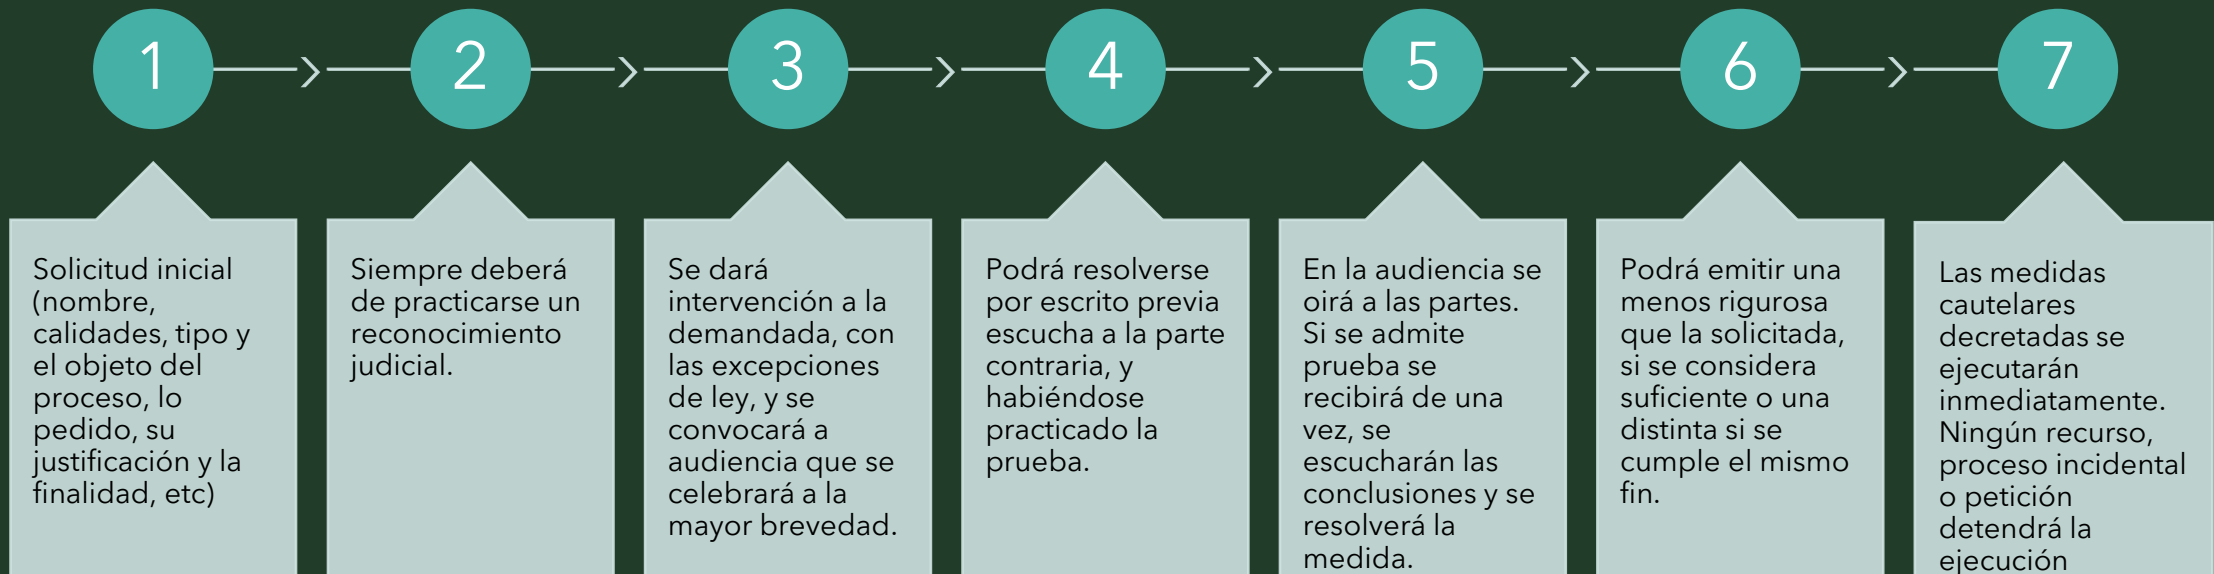 1
2
3
4
5
6
7
Solicitud inicial
(nombre,
calidades, tipo y
el objeto del
proceso, lo
pedido, su
justificación y la
finalidad, etc)
Siempre deberá
de practicarse un
reconocimiento
judicial.
Se dará
intervención a la
demandada, con
las excepciones
de ley, y se
convocará a
audiencia que se
celebrará a la
mayor brevedad.
Podrá resolverse
por escrito previa
escucha a la parte
contraria, y
habiéndose
practicado la
prueba.
En la audiencia se
oirá a las partes.
Si se admite
prueba se
recibirá de una
vez, se
escucharán las
conclusiones y se
resolverá la
medida.
Podrá emitir una
menos rigurosa
que la solicitada,
si se considera
suficiente o una
distinta si se
cumple el mismo
fin.
Las medidas
cautelares
decretadas se
ejecutarán
inmediatamente.
Ningún recurso,
proceso incidental
o petición
detendrá la
ejecución